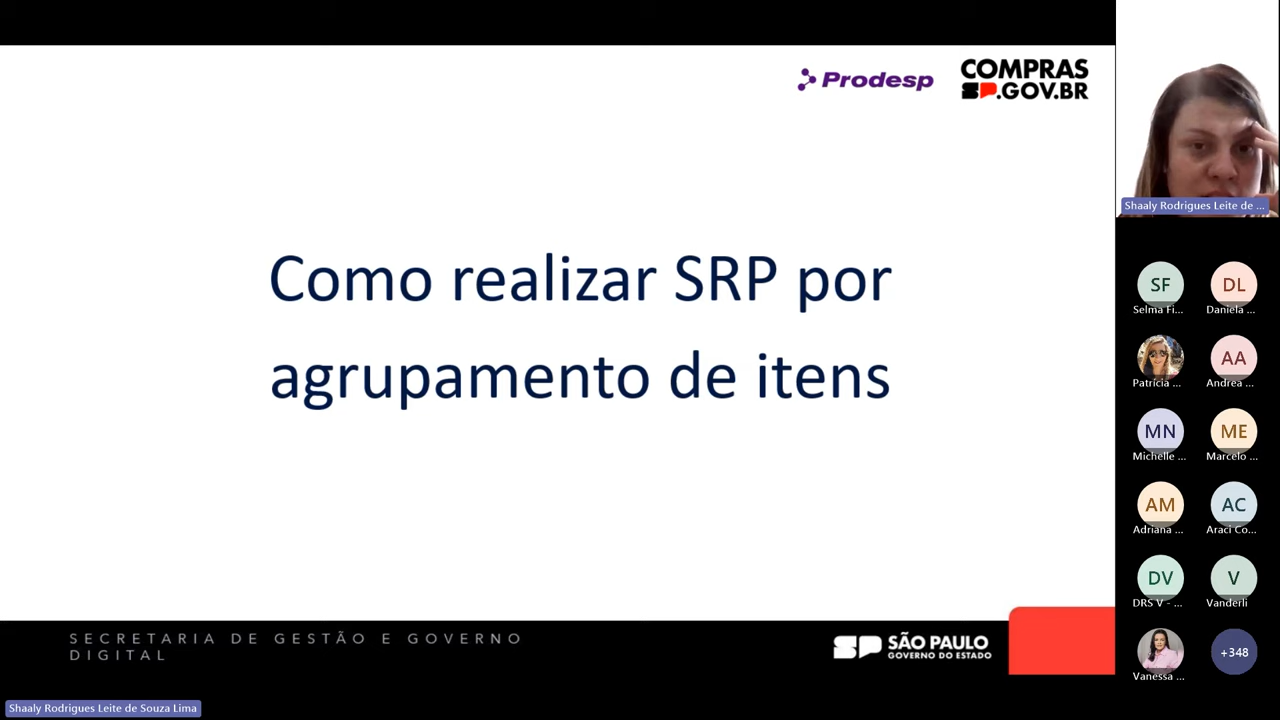 Prodesp
COMPRAS
SP.GOV.BR
Como realizar SRP por
agrupamento de itens
SECRETARIA DE GESTÃO E GOVERNO
DIGITAL
SP SÃO PAULO
GOVERNO DO ESTADO
Shaaly Rodrigues Leite de Souza Lima
Shaaly Rodrigues Leite de ...
SF
Selma Fi...
DL
Daniela ...
Patrícia ...
AA
Andrea ...
MN
Michelle ...
ME
Marcelo ...
AM
Adriana ...
AC
Araci Co...
DV
DRS V - ...
V
Vanderli
Vanessa ...
+348